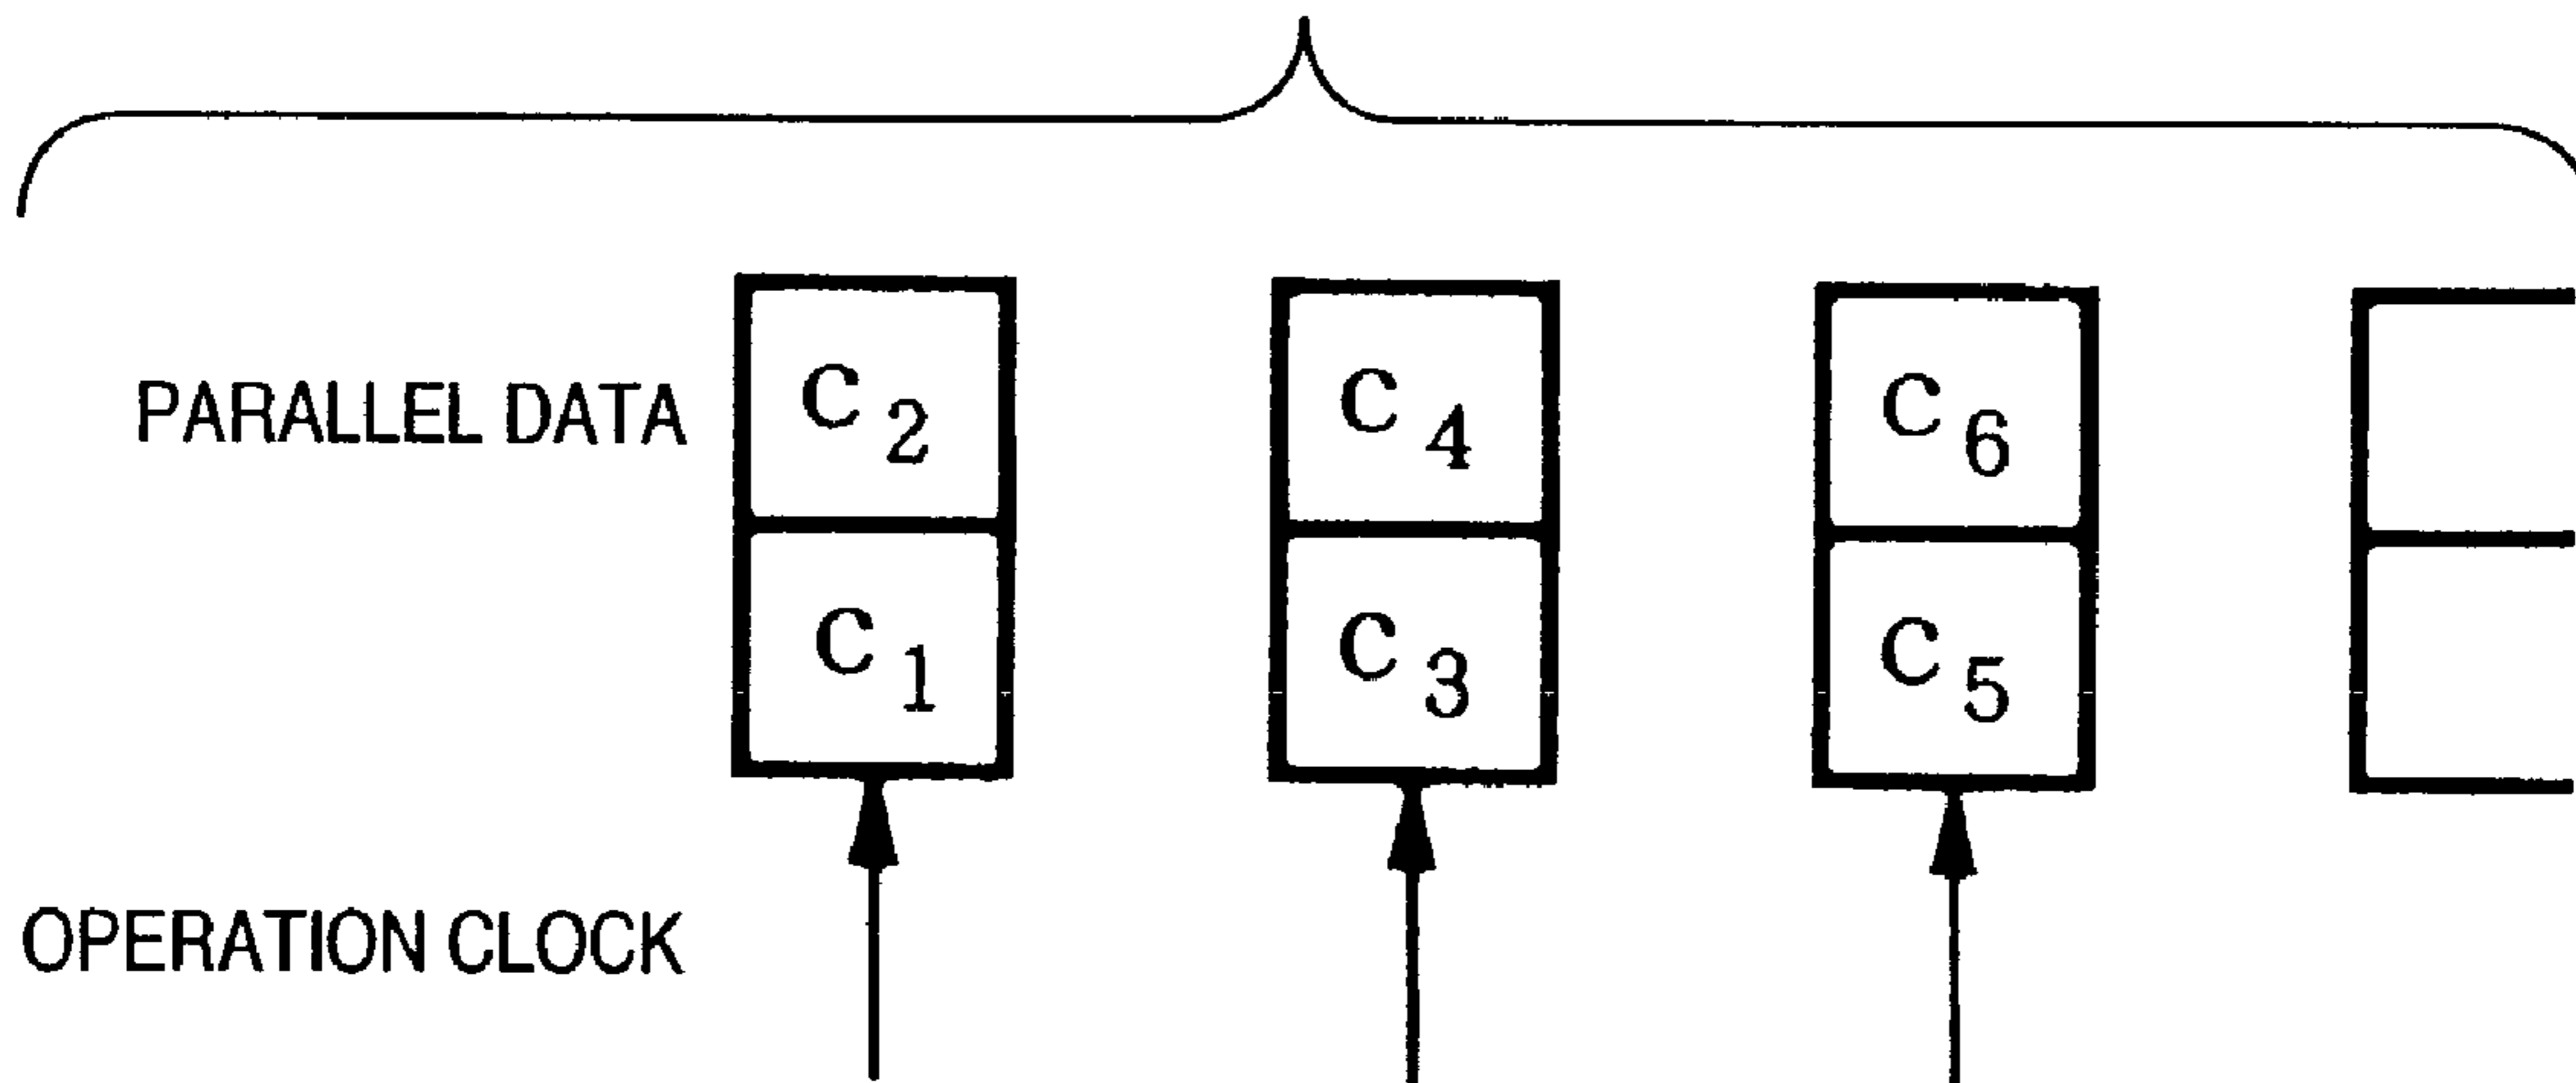 PARALLEL DATA
C₂ C₄ C₆
C₁ C₃ C₅
OPERATION CLOCK